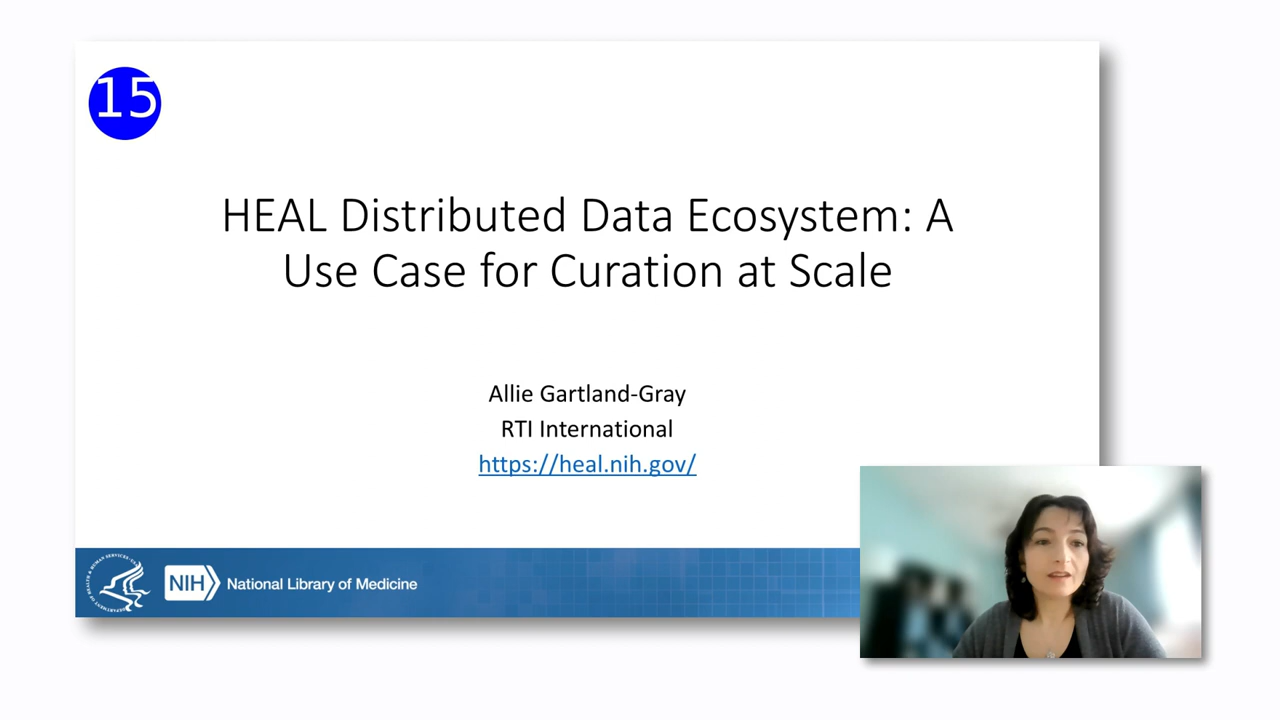 15
HEAL Distributed Data Ecosystem: A
Use Case for Curation at Scale
Allie Gartland-Gray
RTI International
https://heal.nih.gov/
NIH National Library of Medicine